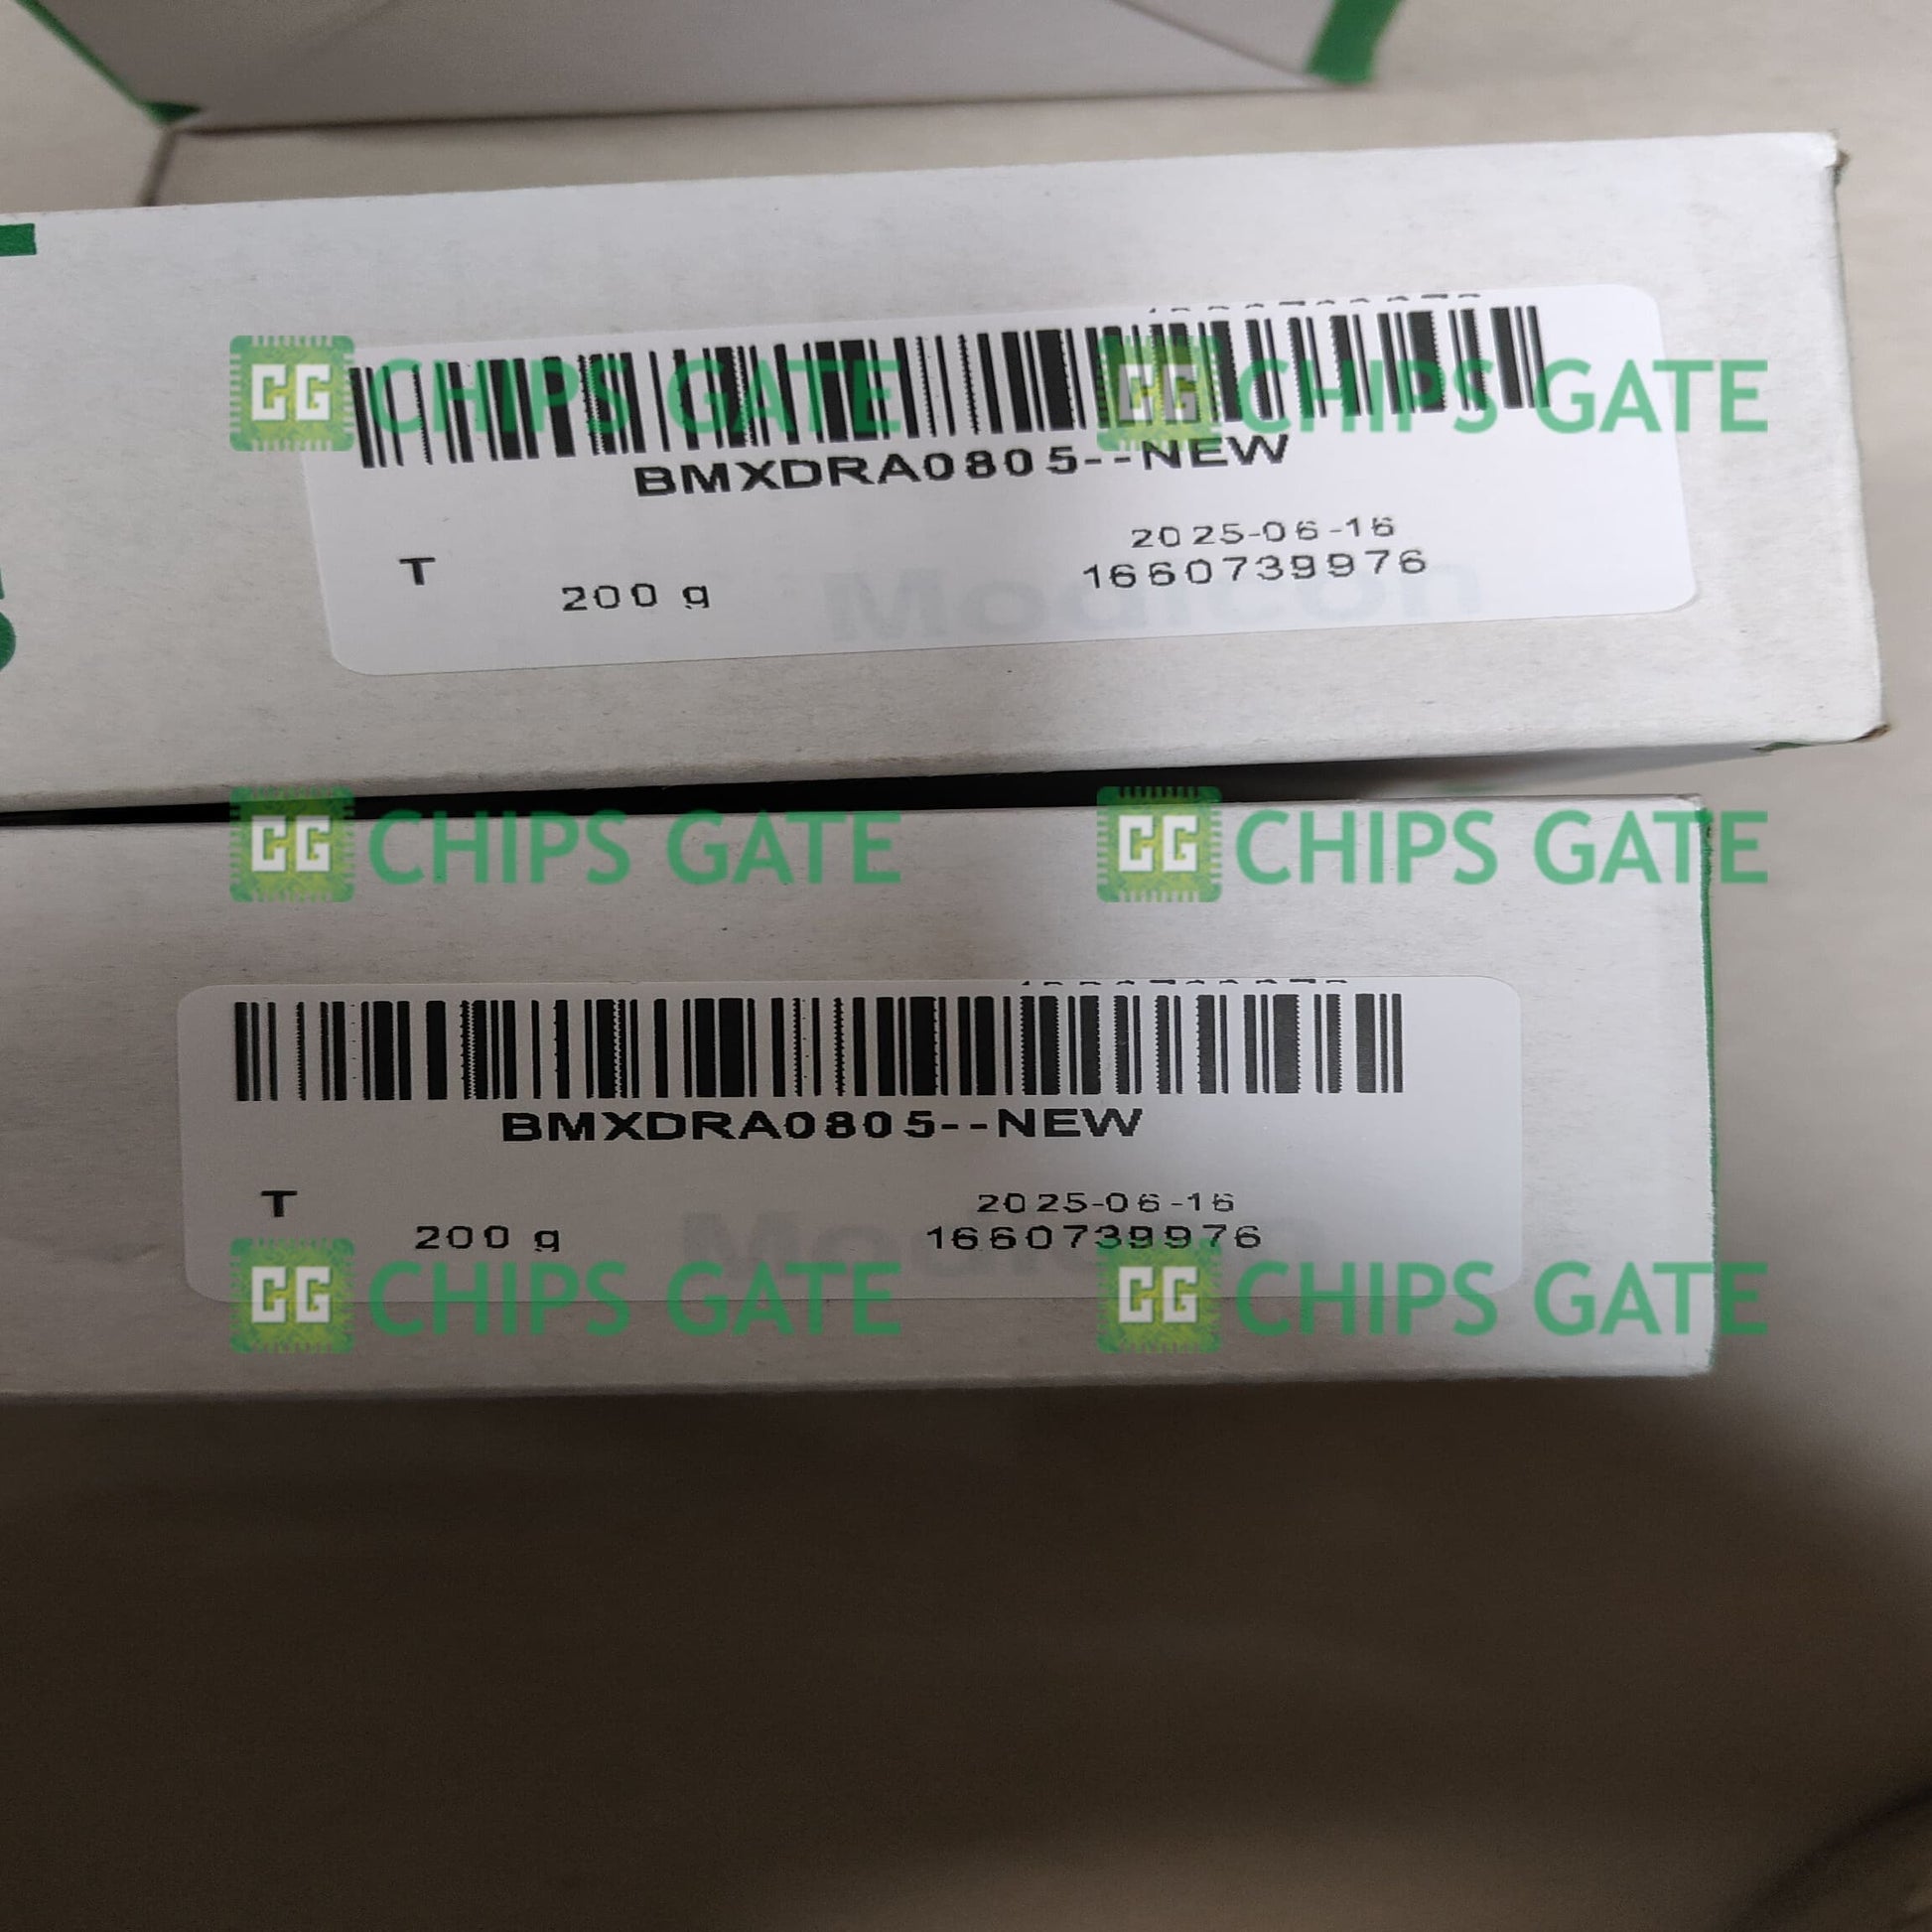 CG CHIPS GATE CG CHIPS GATE
BMXDRA0805--NEW
2025-06-16
T
1660739976
200 g
Modicon
CG CHIPS GATE CG CHIPS GATE
BMXDRA0805--NEW
T
2025-06-16
200 g
1660739976
CG CHIPS GATE CG CHIPS GATE